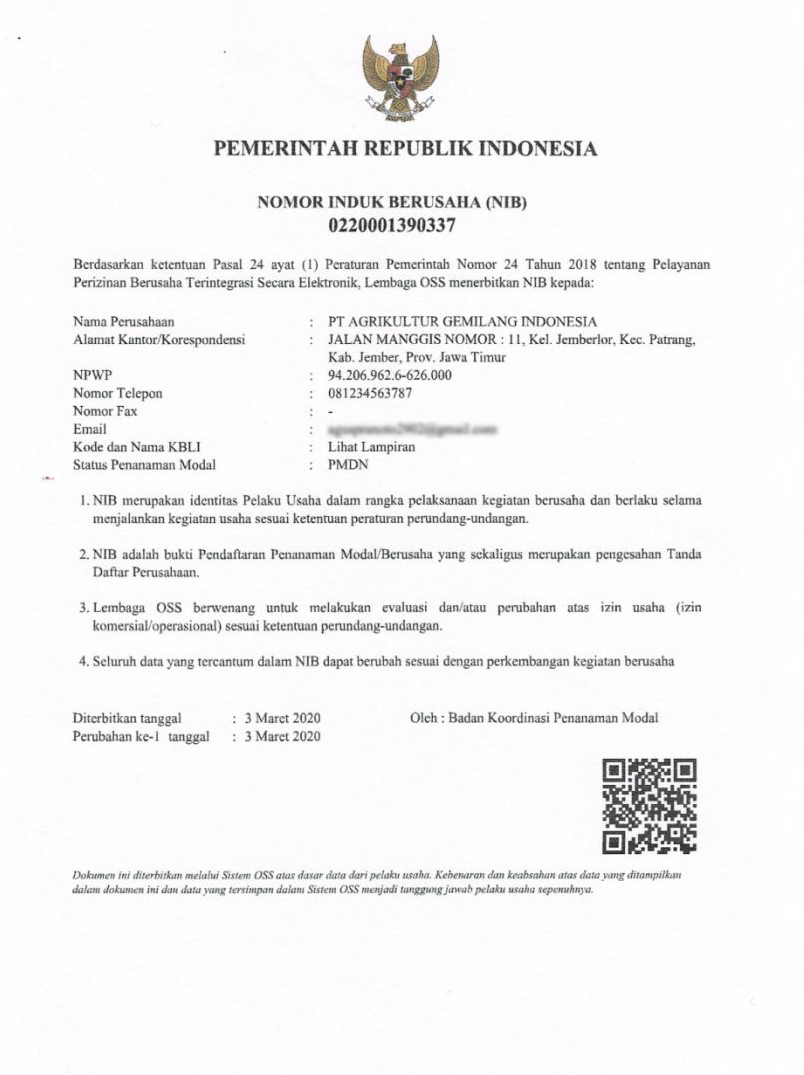 PEMERINTAH REPUBLIK INDONESIA
NOMOR INDUK BERUSAHA (NIB)
0220001390337
Berdasarkan ketentuan Pasal 24 ayat (1) Peraturan Pemerintah Nomor 24 Tahun 2018 tentang Pelayanan
Perizinan Berusaha Terintegrasi Secara Elektronik, Lembaga OSS menerbitkan NIB kepada:
Nama Perusahaan : PT AGRIKULTUR GEMILANG INDONESIA
Alamat Kantor/Korespondensi : JALAN MANGGIS NOMOR : 11, Kel. Jemberlor, Kec. Patrang,
Kab. Jember, Prov. Jawa Timur
NPWP : 94.206.962.6-626.000
Nomor Telepon : 081234563787
Nomor Fax : -
Email :
Kode dan Nama KBLI : Lihat Lampiran
Status Penanaman Modal : PMDN
1. NIB merupakan identitas Pelaku Usaha dalam rangka pelaksanaan kegiatan berusaha dan berlaku selama
menjalankan kegiatan usaha sesuai ketentuan peraturan perundang-undangan.
2. NIB adalah bukti Pendaftaran Penanaman Modal/Berusaha yang sekaligus merupakan pengesahan Tanda
Daftar Perusahaan.
3. Lembaga OSS berwenang untuk melakukan evaluasi dan/atau perubahan atas izin usaha (izin
komersial/operasional) sesuai ketentuan perundang-undangan.
4. Seluruh data yang tercantum dalam NIB dapat berubah sesuai dengan perkembangan kegiatan berusaha
Diterbitkan tanggal : 3 Maret 2020 Oleh : Badan Koordinasi Penanaman Modal
Perubahan ke-1 tanggal : 3 Maret 2020
Dokumen ini diterbitkan melalui Sistem OSS atas dasar data dari pelaku usaha. Kebenaran dan keabsahan atas data yang ditampilkan
dalam dokumen ini dan data yang tersimpan dalam Sistem OSS menjadi tanggung jawab pelaku usaha sepenuhnya.